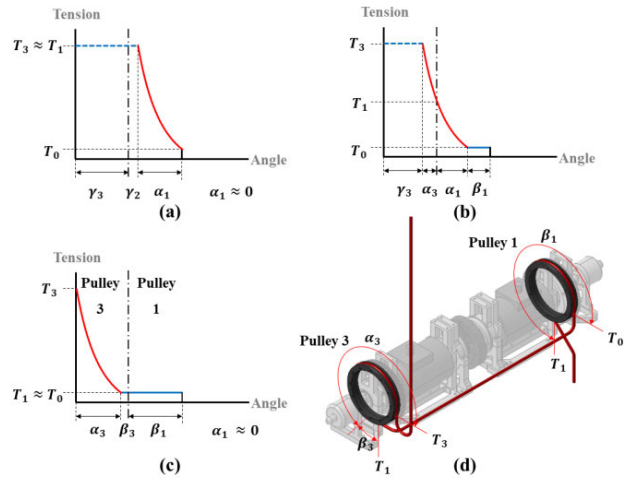 Tension
T₃ ≈ T₁
T₀
Angle
γ₃ γ₂ α₁ α₁ ≈ 0
(a)
Tension
T₃
T₁
T₀
Angle
γ₃ α₃ α₁ β₁
(b)
Tension
Pulley Pulley
3 1
T₃
T₁ ≈ T₀
Angle
α₃ β₃ β₁ α₁ ≈ 0
(c)
Pulley 1
β₁
T₀
T₁
Pulley 3
α₃
T₃
β₃
T₁
(d)